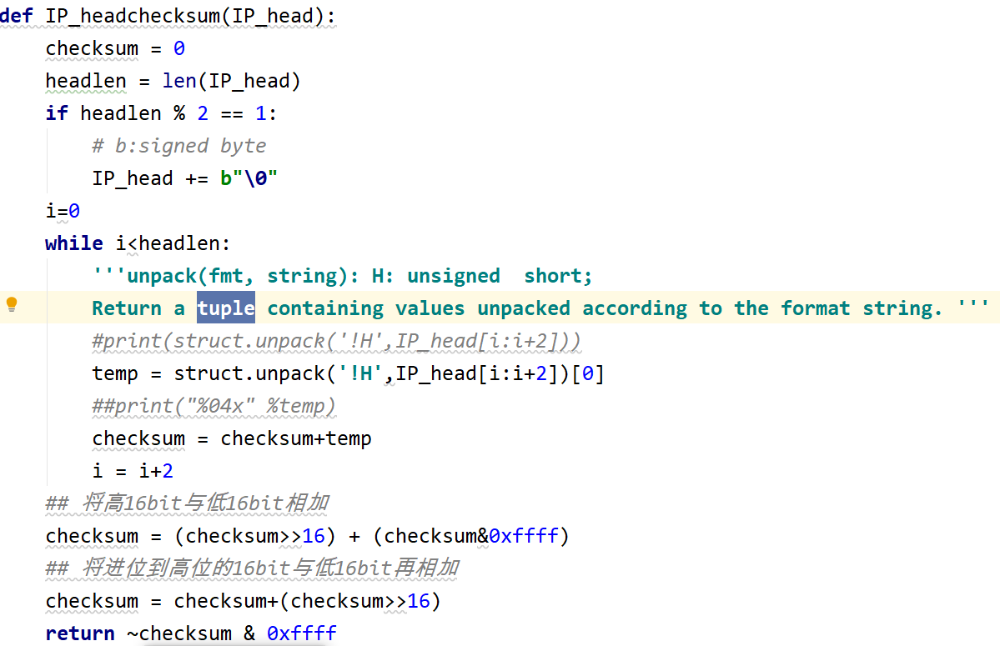 def IP_headchecksum(IP_head):
    checksum = 0
    headlen = len(IP_head)
    if headlen % 2 == 1:
        # b:signed byte
        IP_head += b"\0"
    i=0
    while i<headlen:
        '''unpack(fmt, string): H: unsigned  short;
        Return a tuple containing values unpacked according to the format string. '''
        #print(struct.unpack('!H',IP_head[i:i+2]))
        temp = struct.unpack('!H',IP_head[i:i+2])[0]
        ##print("%04x" %temp)
        checksum = checksum+temp
        i = i+2
    ## 将高16bit与低16bit相加
    checksum = (checksum>>16) + (checksum&0xffff)
    ## 将进位到高位的16bit与低16bit再相加
    checksum = checksum+(checksum>>16)
    return ~checksum & 0xffff